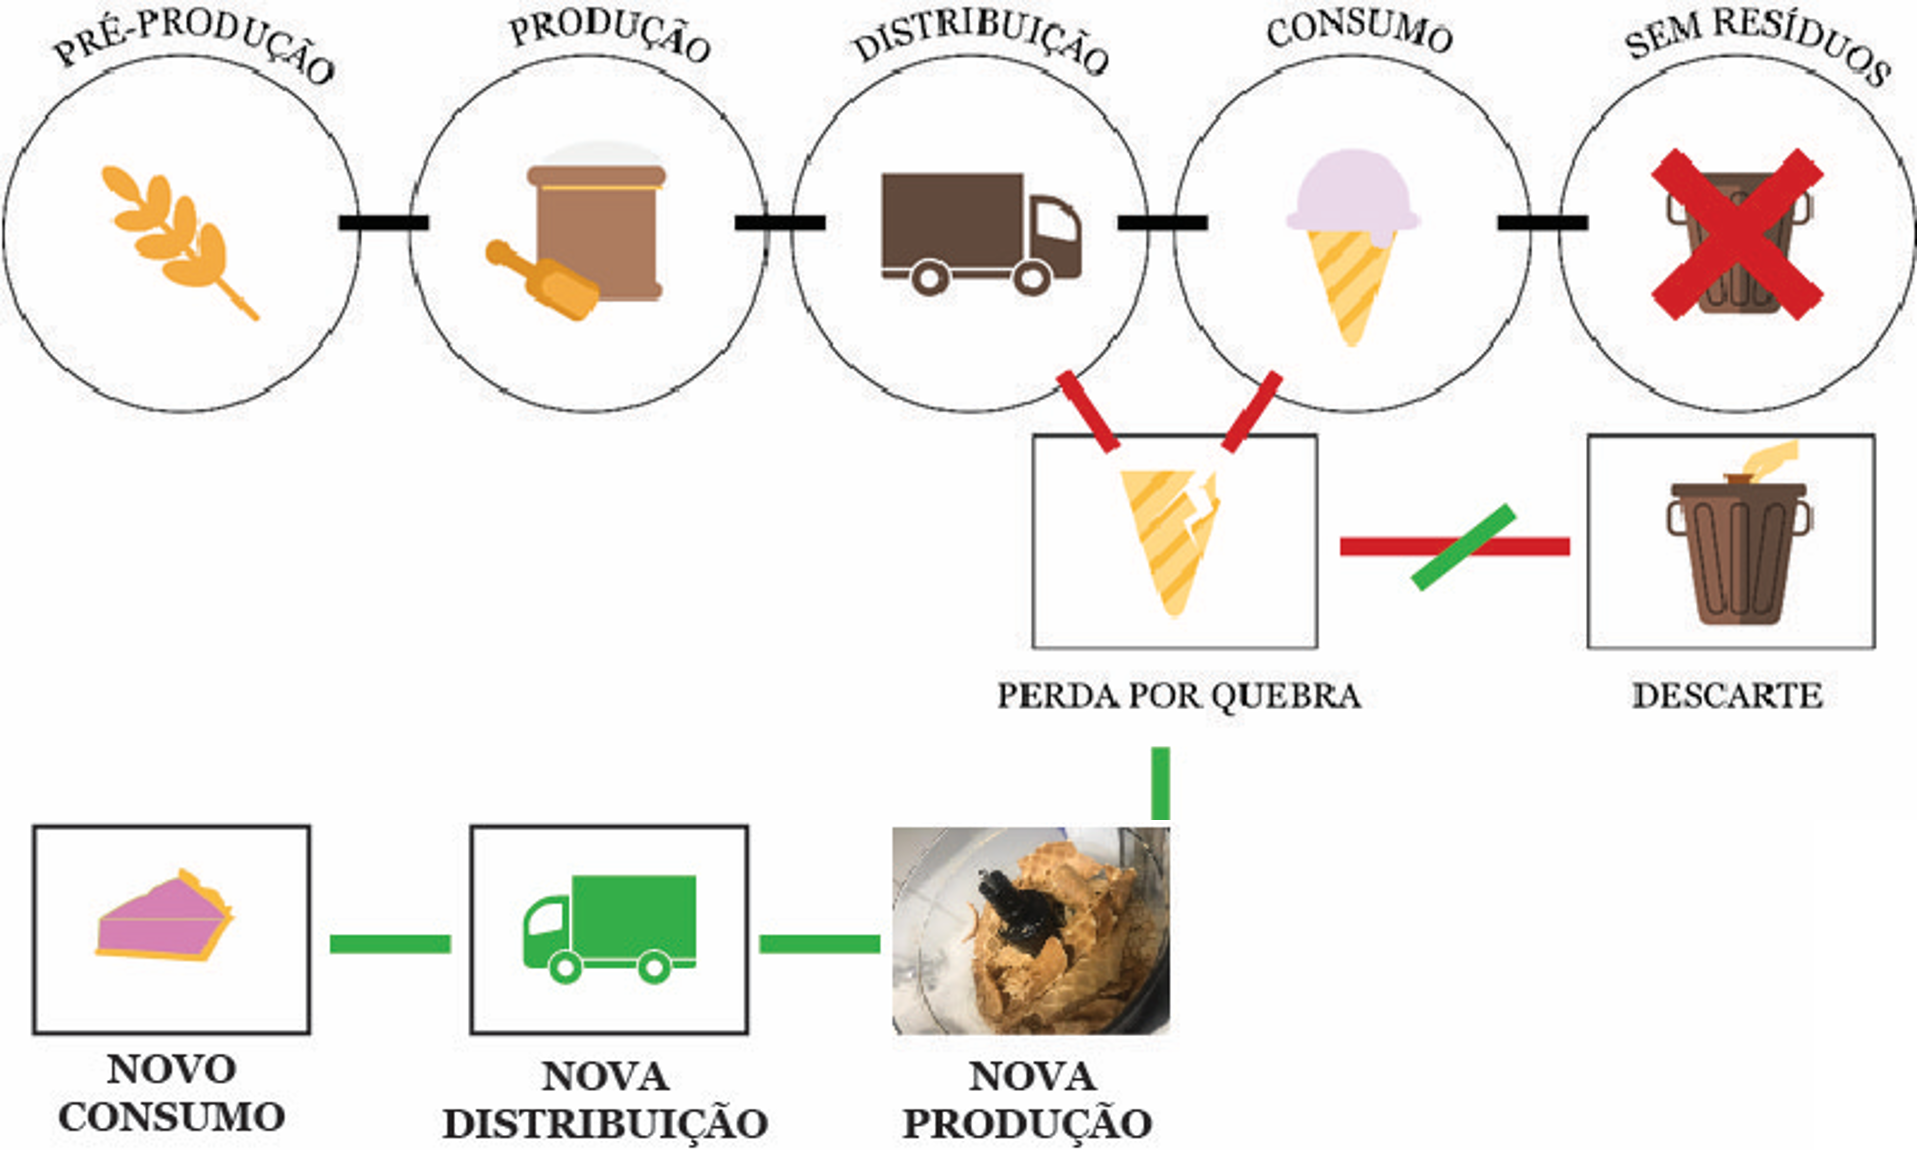 PRÉ-PRODUÇÃO
PRODUÇÃO
DISTRIBUIÇÃO
CONSUMO
SEM RESÍDUOS
PERDA POR QUEBRA
DESCARTE
NOVO
CONSUMO
NOVA
DISTRIBUIÇÃO
NOVA
PRODUÇÃO